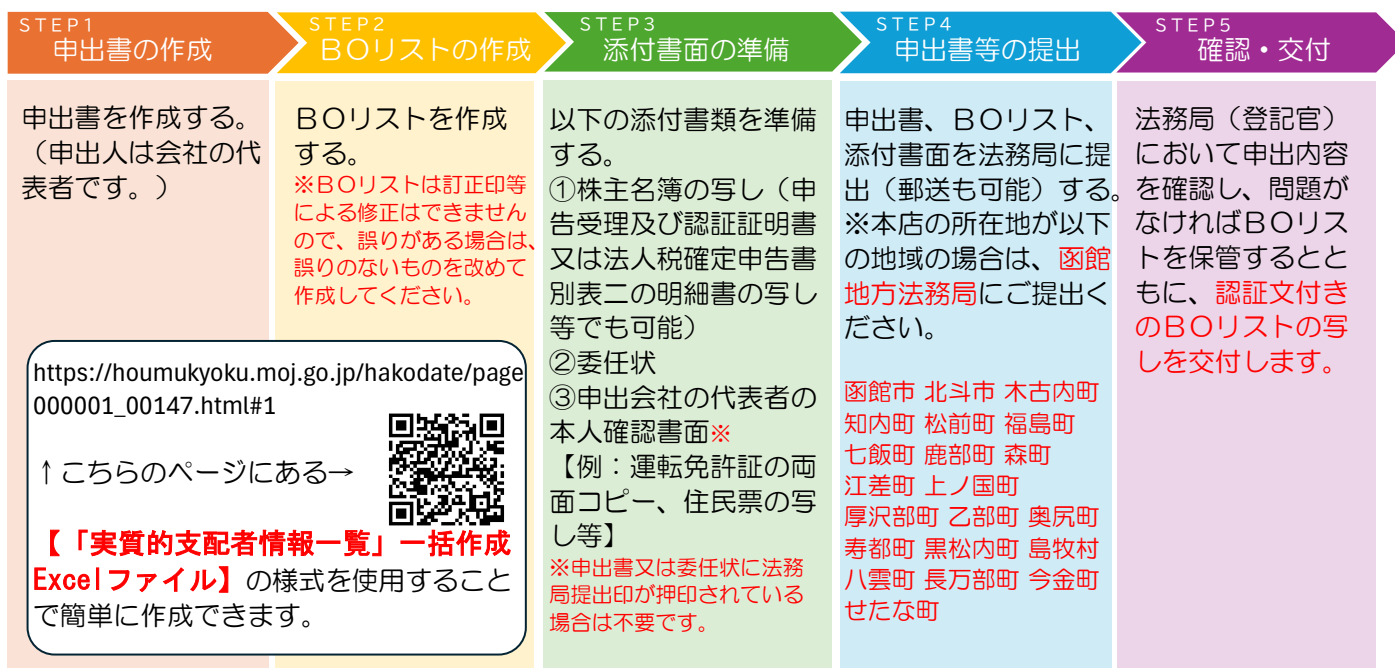 STEP1
申出書の作成
STEP2
BOリストの作成
STEP3
添付書面の準備
STEP4
申出書等の提出
STEP5
確認・交付
申出書を作成する。
(申出人は会社の代
表者です。)
BOリストを作成
する。
※BOリストは訂正印等
による修正はできません
ので、誤りがある場合は、
誤りのないものを改めて
作成してください。
https://houmukyoku.moj.go.jp/hakodate/page
000001_00147.html#1
↑こちらのページにある→
【「実質的支配者情報一覧」一括作成
Excelファイル】の様式を使用すること
で簡単に作成できます。
以下の添付書類を準備
する。
①株主名簿の写し(申
告受理及び認証証明書
又は法人税確定申告書
別表二の明細書の写し
等でも可能)
②委任状
③申出会社の代表者の
本人確認書面※
【例:運転免許証の両
面コピー、住民票の写
し等】
※申出書又は委任状に法務
局提出印が押印されている
場合は不要です。
申出書、BOリスト、
添付書面を法務局に提
出(郵送も可能)する。
※本店の所在地が以下
の地域の場合は、函館
地方法務局にご提出く
ださい。
函館市 北斗市 木古内町
知内町 松前町 福島町
七飯町 鹿部町 森町
江差町 上ノ国町
厚沢部町 乙部町 奥尻町
寿都町 黒松内町 島牧村
八雲町 長万部町 今金町
せたな町
法務局(登記官)
において申出内容
を確認し、問題が
なければBOリス
トを保管するとと
もに、認証文付き
のBOリストの写
しを交付します。